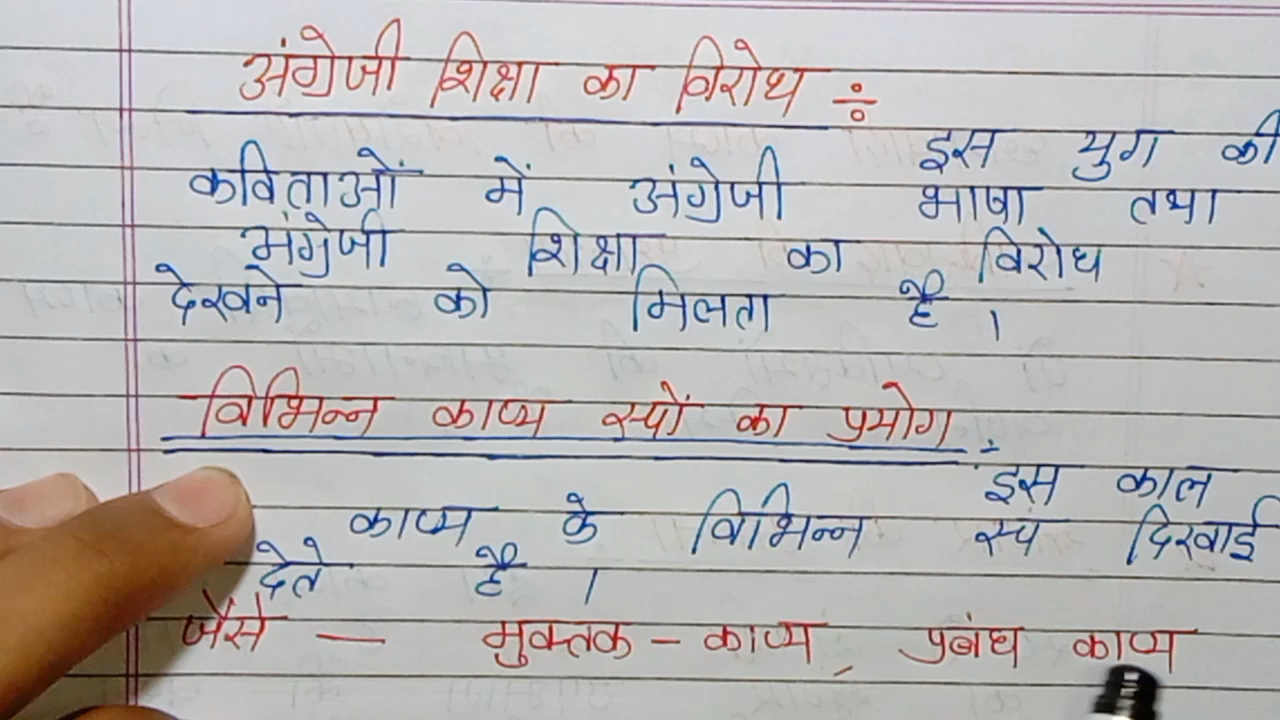 अंग्रेजी शिक्षा का विरोध ÷
इस युग की
कविताओं में अंग्रेजी भाषा तथा
अंग्रेजी शिक्षा का विरोध
देखने को मिलता है ।
विभिन्न काव्य रूपों का प्रयोग :-
इस काल
काव्य के विभिन्न रूप दिखाई
देते है ।
जैसे — मुक्तक - काव्य, प्रबंध काव्य